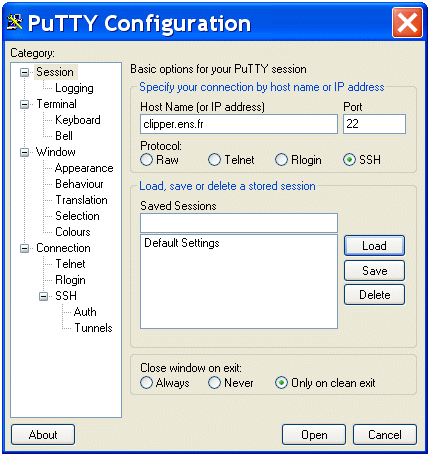 PuTTY Configuration
Category:
Session
Logging
Terminal
Keyboard
Bell
Window
Appearance
Behaviour
Translation
Selection
Colours
Connection
Telnet
Rlogin
SSH
Auth
Tunnels
Basic options for your PuTTY session
Specify your connection by host name or IP address
Host Name (or IP address) Port
clipper.ens.fr 22
Protocol:
Raw Telnet Rlogin SSH
Load, save or delete a stored session
Saved Sessions
Default Settings
Load
Save
Delete
Close window on exit:
Always Never Only on clean exit
About Open Cancel